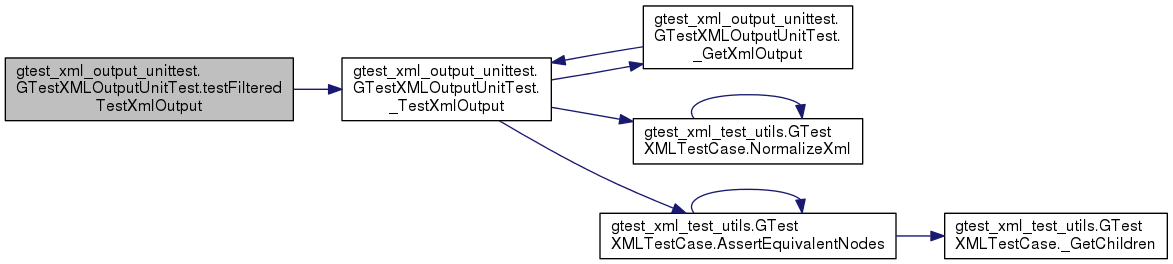 gtest_xml_output_unittest.
GTestXMLOutputUnitTest.testFiltered
TestXmlOutput
gtest_xml_output_unittest.
GTestXMLOutputUnitTest.
_TestXmlOutput
gtest_xml_output_unittest.
GTestXMLOutputUnitTest.
_GetXmlOutput
gtest_xml_test_utils.GTest
XMLTestCase.NormalizeXml
gtest_xml_test_utils.GTest
XMLTestCase.AssertEquivalentNodes
gtest_xml_test_utils.GTest
XMLTestCase._GetChildren